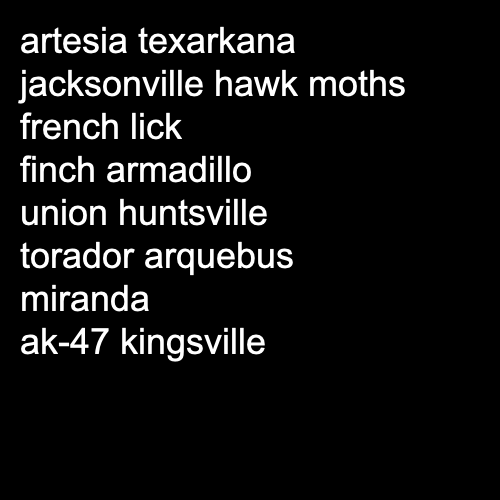 artesia texarkana
jacksonville hawk moths
french lick
finch armadillo
union huntsville
torador arquebus
miranda
ak-47 kingsville